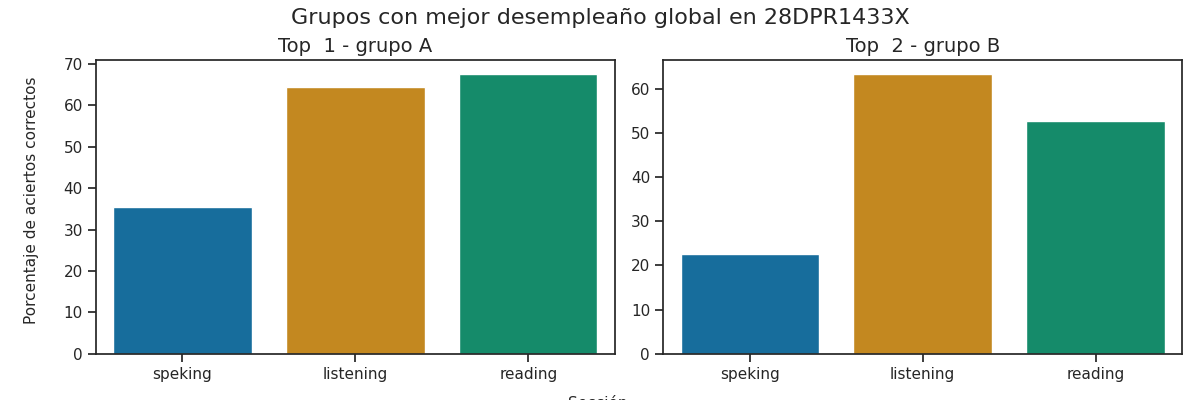 Grupos con mejor desempleaño global en 28DPR1433X
Top  1 - grupo A
Top  2 - grupo B
Porcentaje de aciertos correctos
70
60
50
40
30
20
10
0
speking
listening
reading
60
50
40
30
20
10
0
speking
listening
reading
Sección